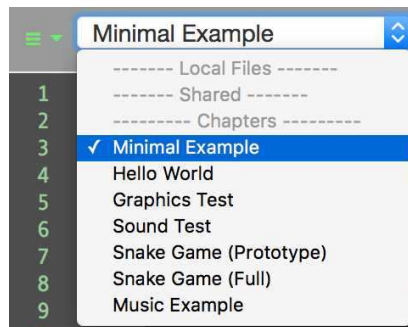 Minimal Example
------- Local Files -------
1 ------- Shared -------
2 --------- Chapters ---------
3 ✓ Minimal Example
4 Hello World
5 Graphics Test
6 Sound Test
7 Snake Game (Prototype)
8 Snake Game (Full)
9 Music Example